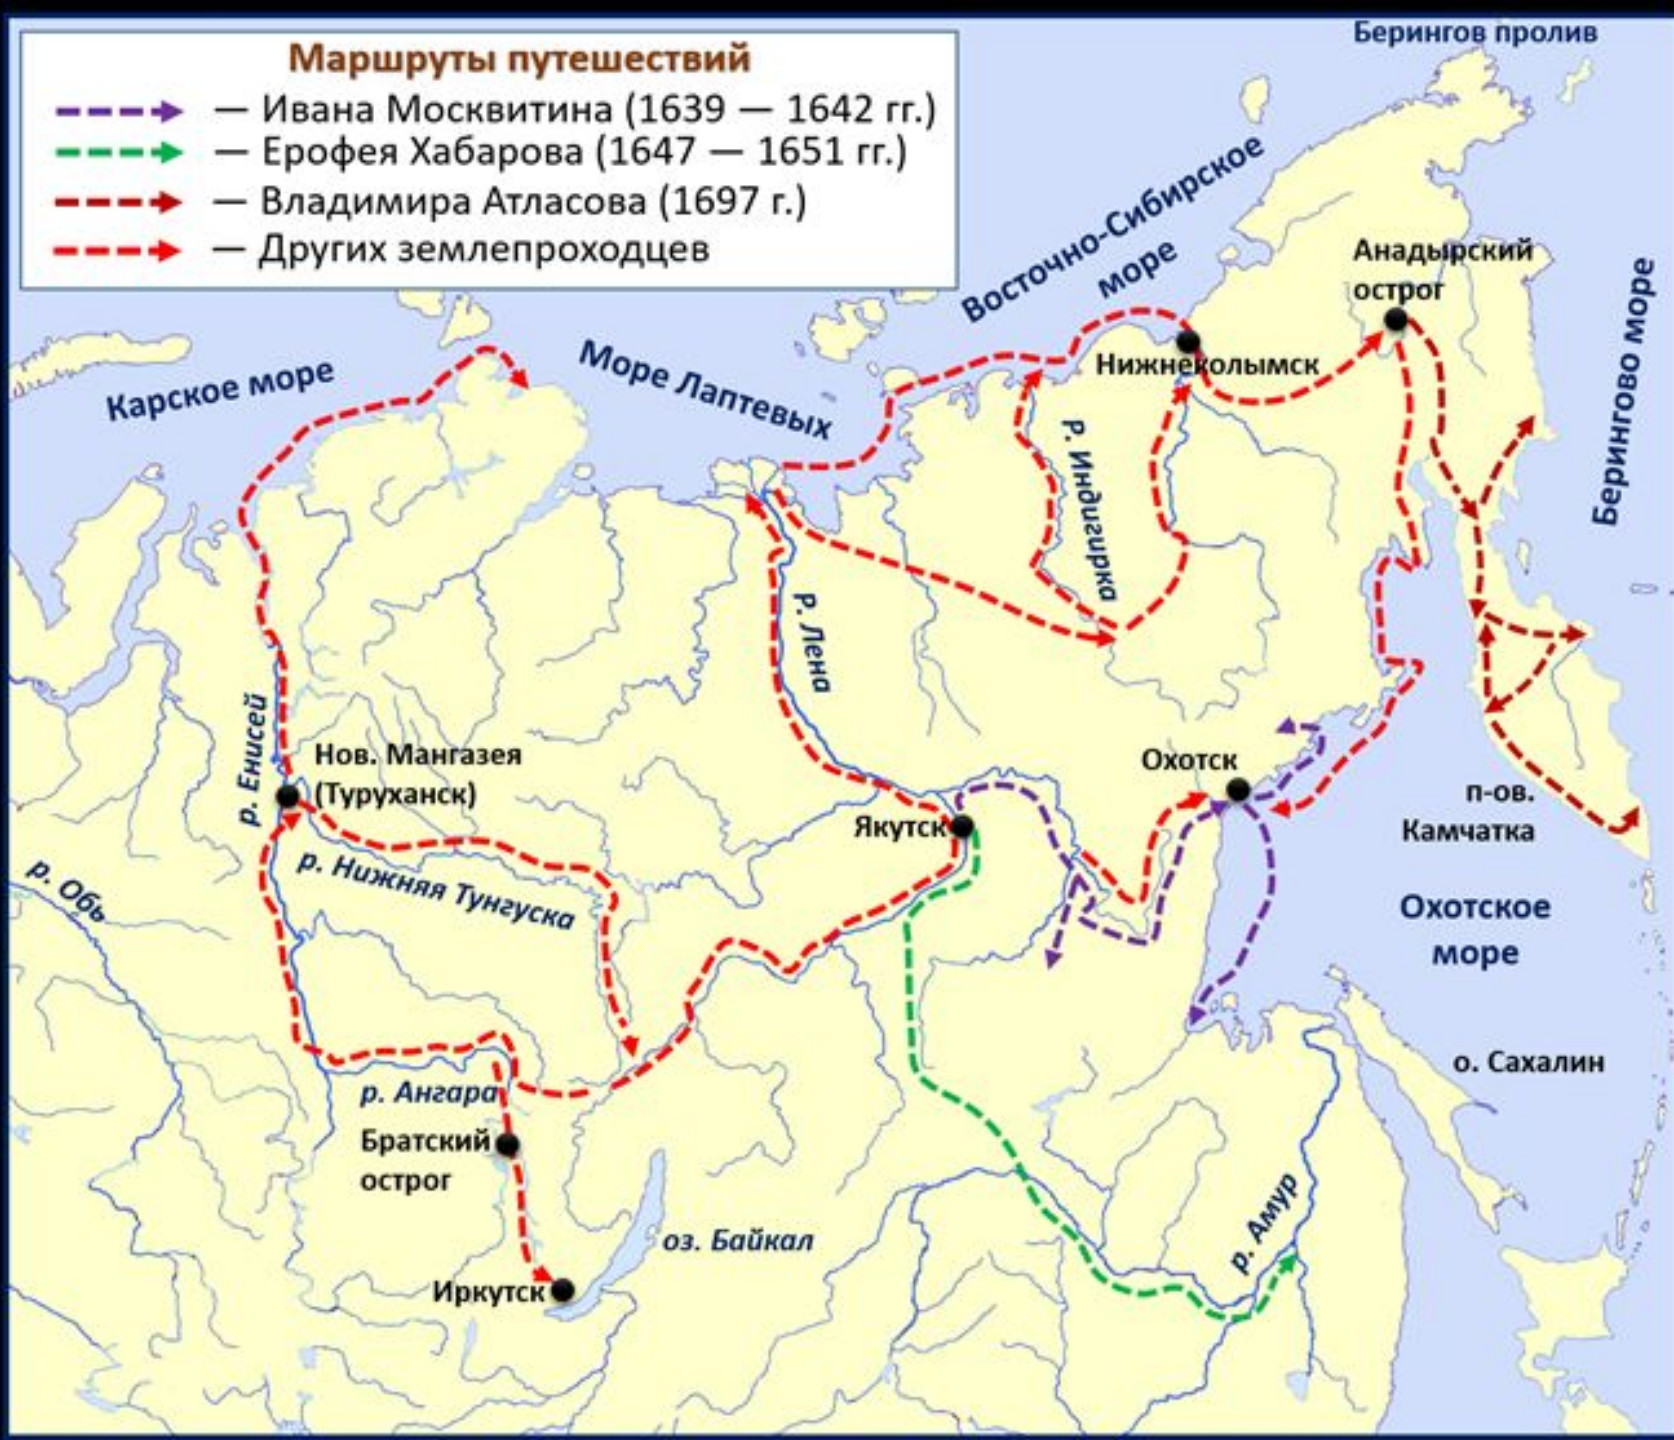 Маршруты путешествий
— Ивана Москвитина (1639 — 1642 гг.)
— Ерофея Хабарова (1647 — 1651 гг.)
— Владимира Атласова (1697 г.)
— Других землепроходцев
Берингов пролив
Восточно-Сибирское
море
Анадырский
острог
Берингово море
Карское море
Море Лаптевых
Нижнеколымск
р. Индигирка
р. Лена
р. Енисей
Нов. Мангазея
(Туруханск)
Охотск
п-ов.
Камчатка
Якутск
р. Обь
р. Нижняя Тунгуска
Охотское
море
о. Сахалин
р. Ангара
Братский
острог
р. Амур
оз. Байкал
Иркутск